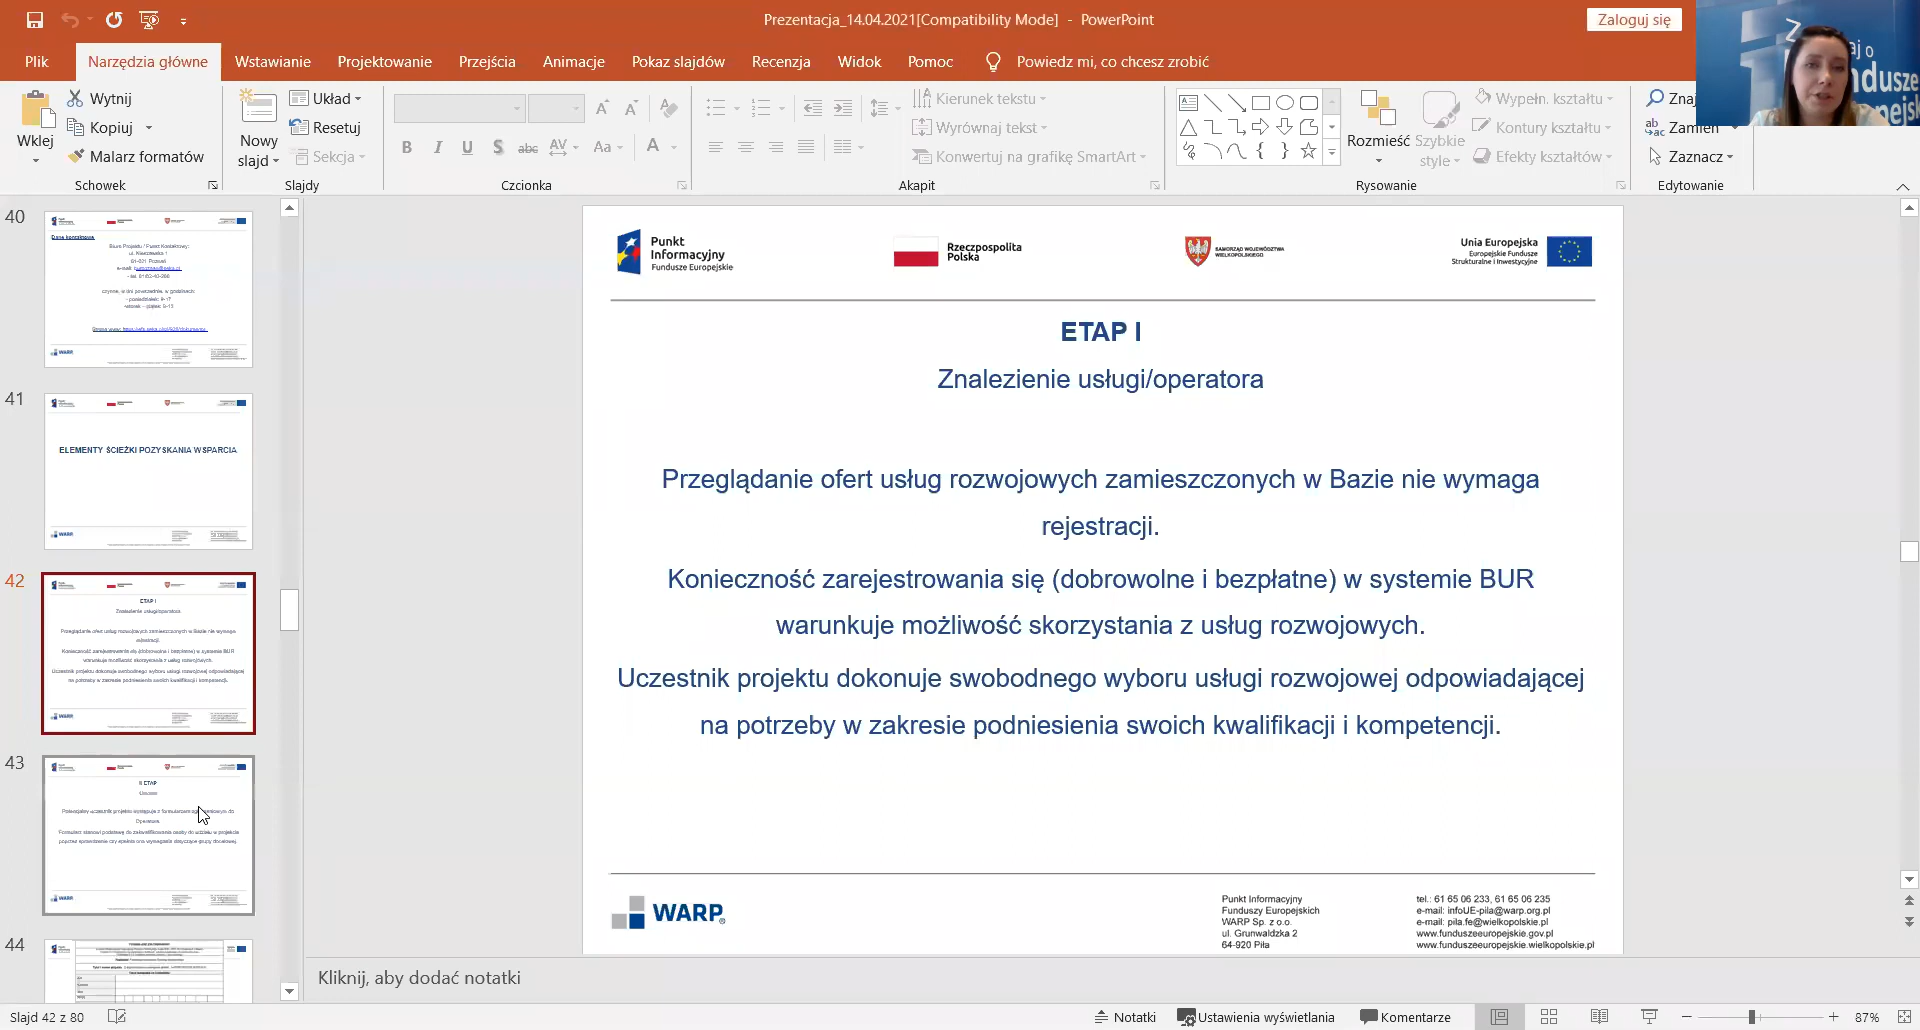 Prezentacja_14.04.2021[Compatibility Mode] - PowerPoint
Zaloguj się
Plik
Narzędzia główne
Wstawianie
Projektowanie
Przejścia
Animacje
Pokaz slajdów
Recenzja
Widok
Pomoc
Powiedz mi, co chcesz zrobić
Wklej
Wytnij
Kopiuj
Malarz formatów
Schowek
Nowy slajd
Układ
Resetuj
Sekcja
Slajdy
B I U S abc AV Aa A
Czcionka
Kierunek tekstu
Wyrównaj tekst
Konwertuj na grafikę SmartArt
Akapit
Rozmieść
Szybkie style
Wypełn. kształtu
Kontury kształtu
Efekty kształtów
Rysowanie
Zaznacz
Edytowanie
40
41
ELEMENTY ŚCIEŻKI POZYSKANIA WSPARCIA
42
43
44
Punkt
Informacyjny
Fundusze Europejskie
Rzeczpospolita
Polska
SAMORZĄD WOJEWÓDZTWA
WIELKOPOLSKIEGO
Unia Europejska
Europejskie Fundusze
Strukturalne i Inwestycyjne
ETAP I
Znalezienie usługi/operatora
Przeglądanie ofert usług rozwojowych zamieszczonych w Bazie nie wymaga
rejestracji.
Konieczność zarejestrowania się (dobrowolne i bezpłatne) w systemie BUR
warunkuje możliwość skorzystania z usług rozwojowych.
Uczestnik projektu dokonuje swobodnego wyboru usługi rozwojowej odpowiadającej
na potrzeby w zakresie podniesienia swoich kwalifikacji i kompetencji.
WARP
Punkt Informacyjny
Funduszy Europejskich
WARP Sp. z o.o.
ul. Grunwaldzka 2
64-920 Piła
tel.: 61 65 06 233, 61 65 06 235
e-mail: infoUE-pila@warp.org.pl
e-mail: pila.fe@wielkopolskie.pl
www.funduszeeuropejskie.gov.pl
www.funduszeeuropejskie.wielkopolskie.pl
Kliknij, aby dodać notatki
Slajd 42 z 80
Notatki
Ustawienia wyświetlania
Komentarze
87%